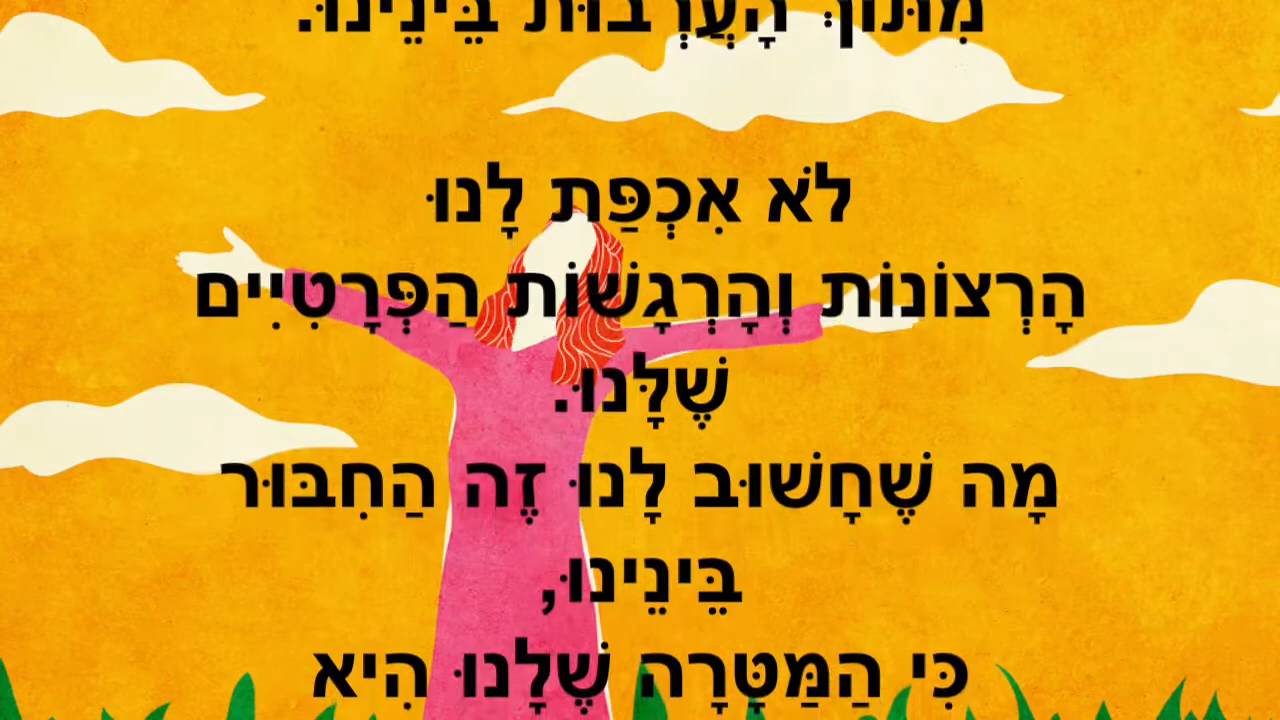 מִתּוֹךְ הָעֲרְבוּת בֵּינֵינוּ.
לֹא אִכְפַּת לָנוּ
הָרְצוֹנוֹת וְהָרְגָשׁוֹת הַפְּרָטִיִים
שֶׁלָּנוּ.
מָה שֶׁחָשׁוּב לָנוּ זֶה הַחִבּוּר
בֵּינֵינוּ,
כִּי הַמַּטָּרָה שֶׁלָנוּ הִיא